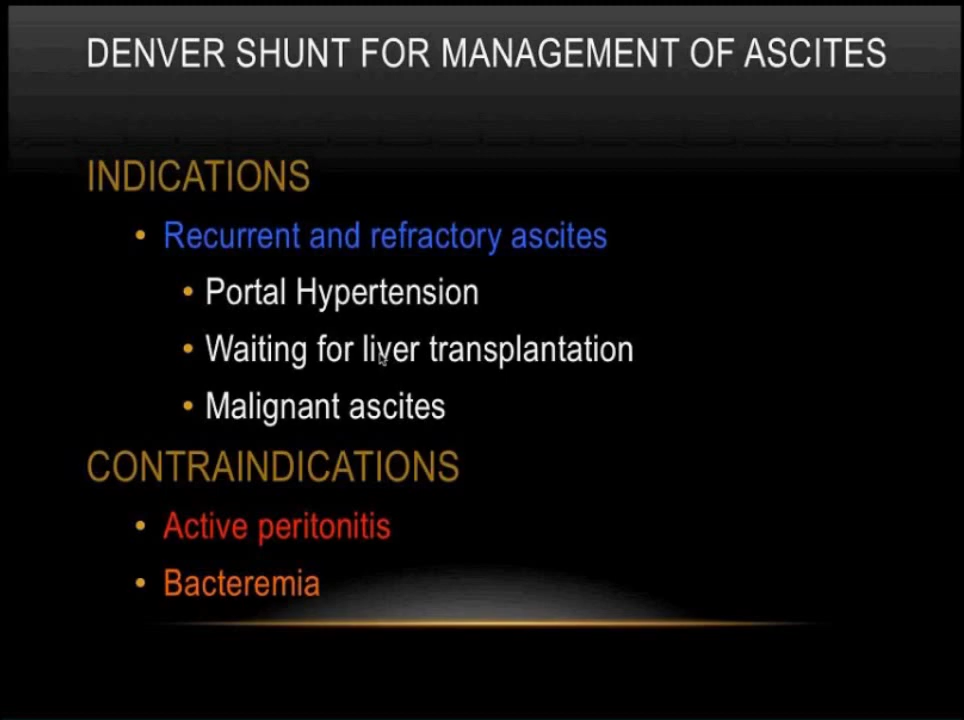 DENVER SHUNT FOR MANAGEMENT OF ASCITES
INDICATIONS
• Recurrent and refractory ascites
• Portal Hypertension
• Waiting for liver transplantation
• Malignant ascites
CONTRAINDICATIONS
• Active peritonitis
• Bacteremia